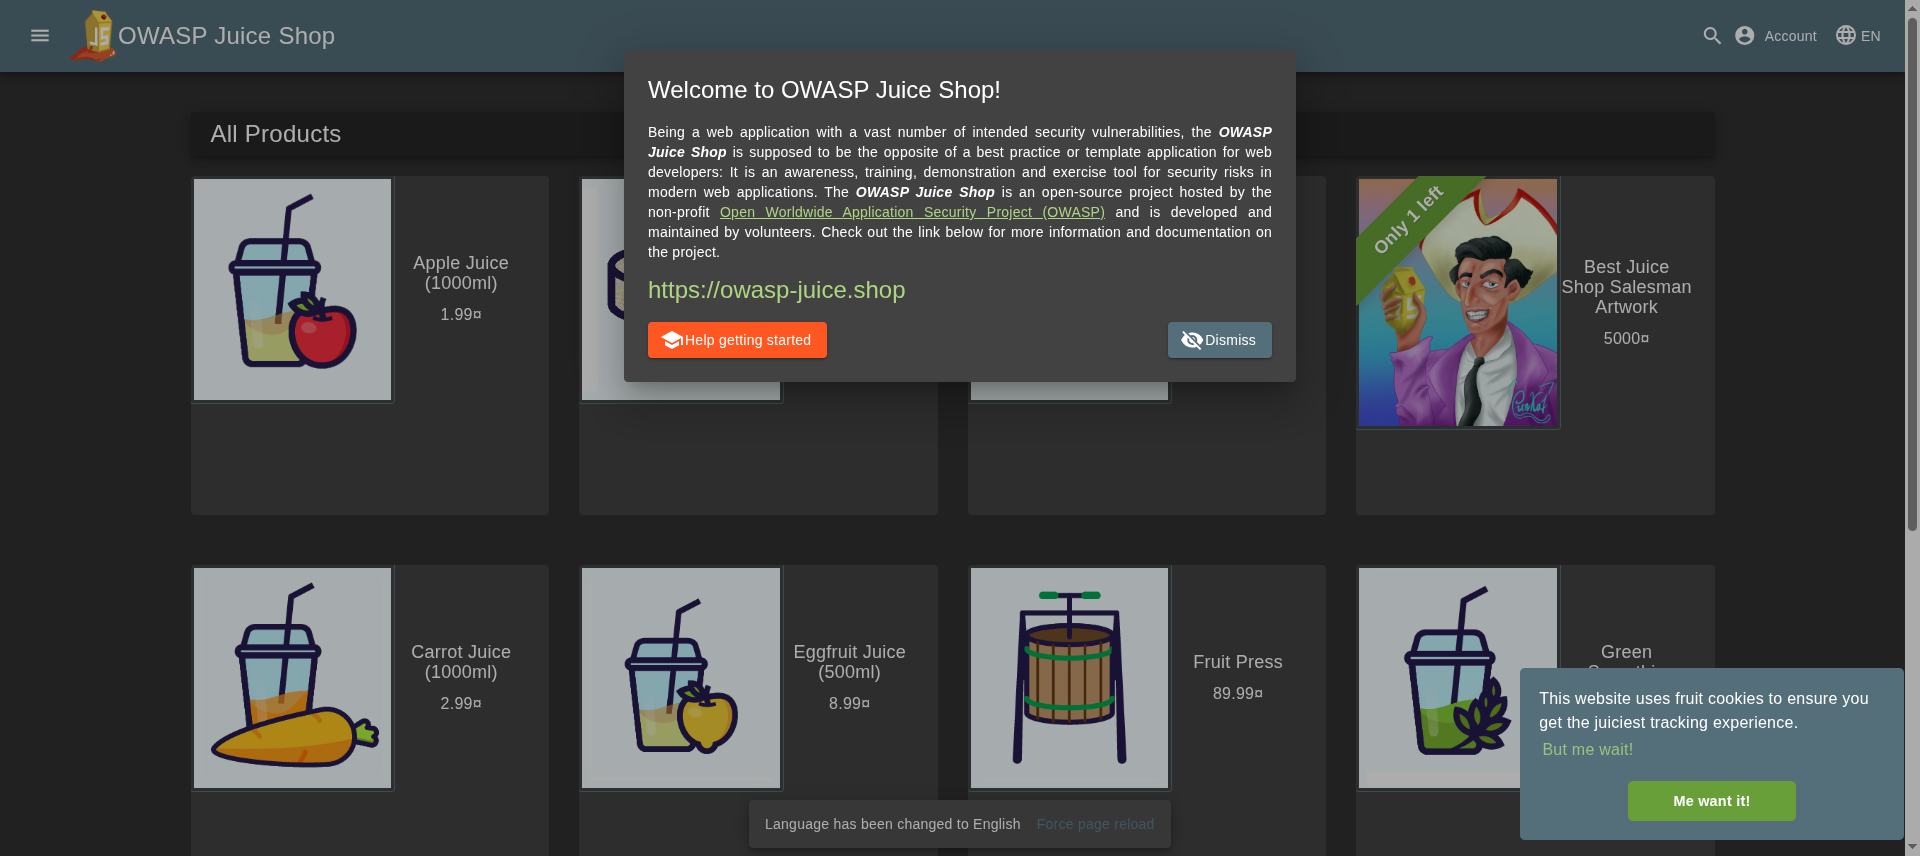 OWASP Juice Shop
Account
EN
Welcome to OWASP Juice Shop!
Being a web application with a vast number of intended security vulnerabilities, the OWASP
Juice Shop is supposed to be the opposite of a best practice or template application for web
developers: It is an awareness, training, demonstration and exercise tool for security risks in
modern web applications. The OWASP Juice Shop is an open-source project hosted by the
non-profit Open Worldwide Application Security Project (OWASP) and is developed and
maintained by volunteers. Check out the link below for more information and documentation on
the project.
https://owasp-juice.shop
Help getting started
Dismiss
All Products
Apple Juice
(1000ml)
1.99¤
Only 1 left
Best Juice
Shop Salesman
Artwork
5000¤
Carrot Juice
(1000ml)
2.99¤
Eggfruit Juice
(500ml)
8.99¤
Fruit Press
89.99¤
Green
This website uses fruit cookies to ensure you
get the juiciest tracking experience.
But me wait!
Me want it!
Language has been changed to English
Force page reload